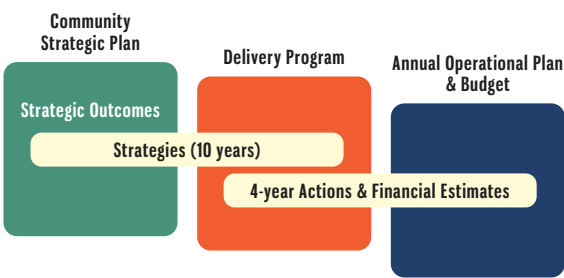 Community
Strategic Plan
Delivery Program
Annual Operational Plan
& Budget
Strategic Outcomes
Strategies (10 years)
4-year Actions & Financial Estimates